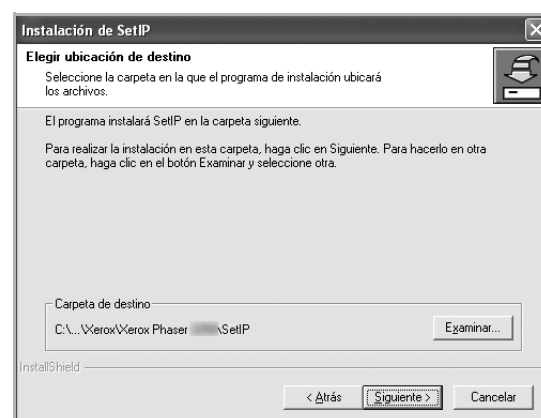 Instalación de SetIP
Elegir ubicación de destino
Seleccione la carpeta en la que el programa de instalación ubicará
los archivos.
El programa instalará SetIP en la carpeta siguiente.
Para realizar la instalación en esta carpeta, haga clic en Siguiente. Para hacerlo en otra
carpeta, haga clic en el botón Examinar y seleccione otra.
Carpeta de destino
C:\...\Xerox\Xerox Phaser \SetIP
Examinar...
InstallShield
< Atrás
Siguiente >
Cancelar